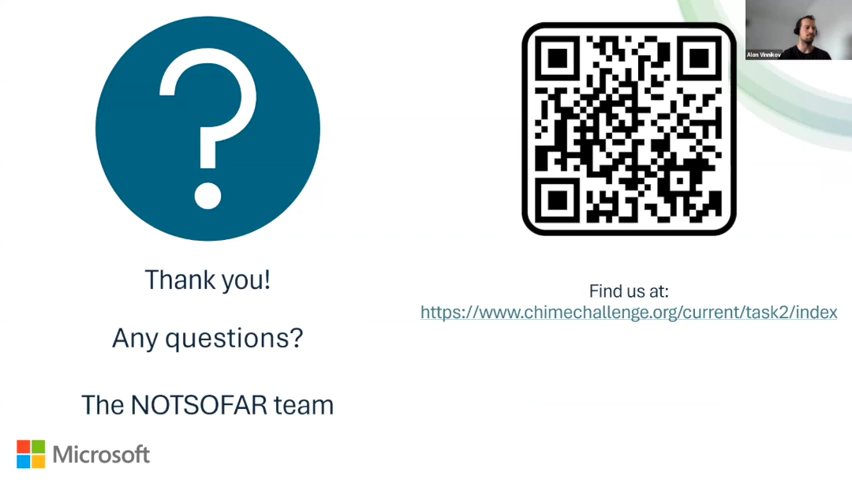 Alon Vinnikov
?
Thank you!
Any questions?
The NOTSOFAR team
Microsoft
Find us at:
https://www.chimechallenge.org/current/task2/index